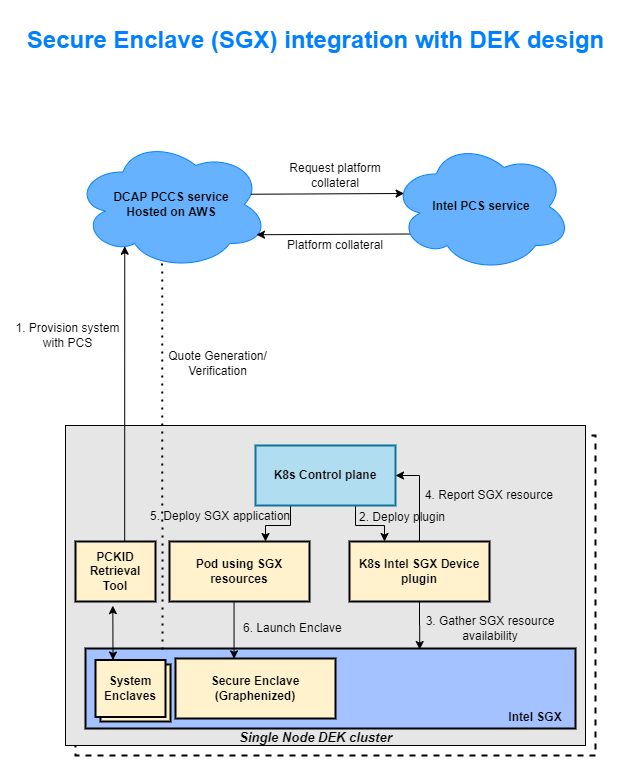 Secure Enclave (SGX) integration with DEK design
Request platform
collateral
DCAP PCCS service
Hosted on AWS
Intel PCS service
Platform collateral
1. Provision system
with PCS
Quote Generation/
Verification
K8s Control plane
4. Report SGX resource
5. Deploy SGX application
2. Deploy plugin
PCKID
Retrieval
Tool
Pod using SGX
resources
K8s Intel SGX Device
plugin
6. Launch Enclave
3. Gather SGX resource
availability
System
Enclaves
Secure Enclave
(Graphenized)
Intel SGX
Single Node DEK cluster